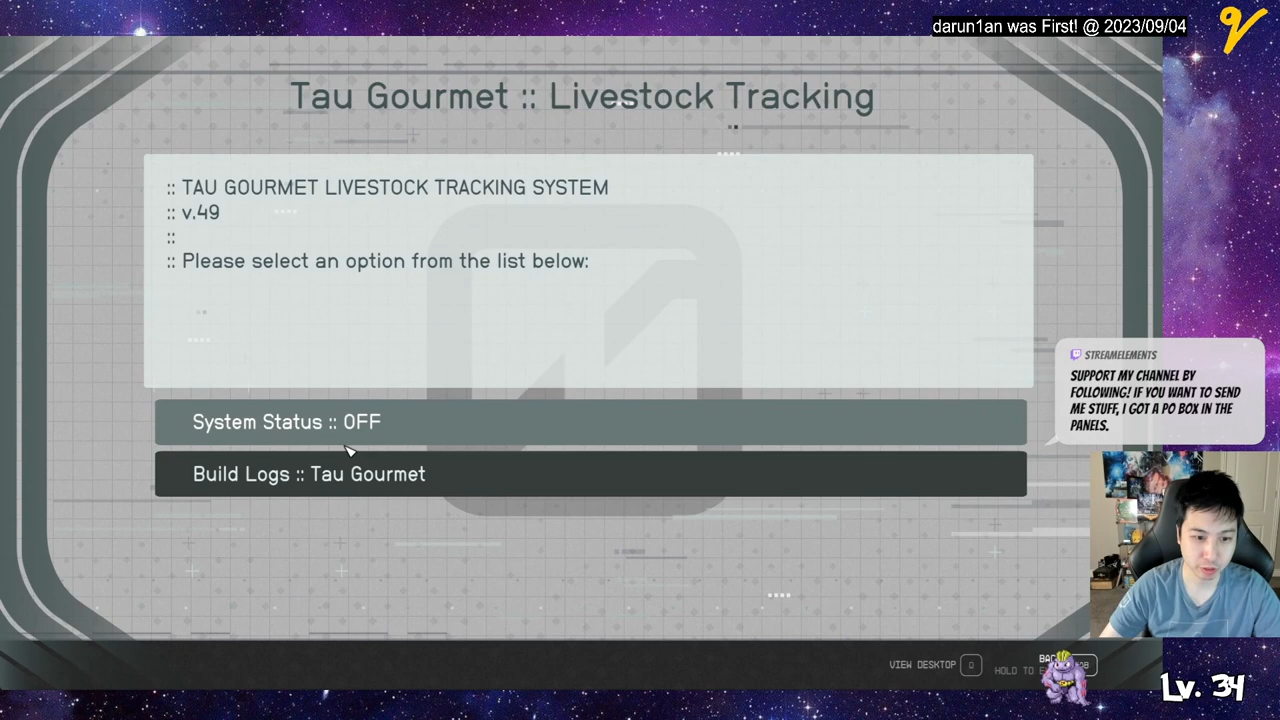 darun1an was First! @ 2023/09/04
Tau Gourmet :: Livestock Tracking
:: TAU GOURMET LIVESTOCK TRACKING SYSTEM
:: v.49
::
:: Please select an option from the list below:
System Status :: OFF
Build Logs :: Tau Gourmet
STREAMELEMENTS
SUPPORT MY CHANNEL BY
FOLLOWING! IF YOU WANT TO SEND
ME STUFF, I GOT A PO BOX IN THE
PANELS.
VIEW DESKTOP Q
HOLD TO
Lv. 34